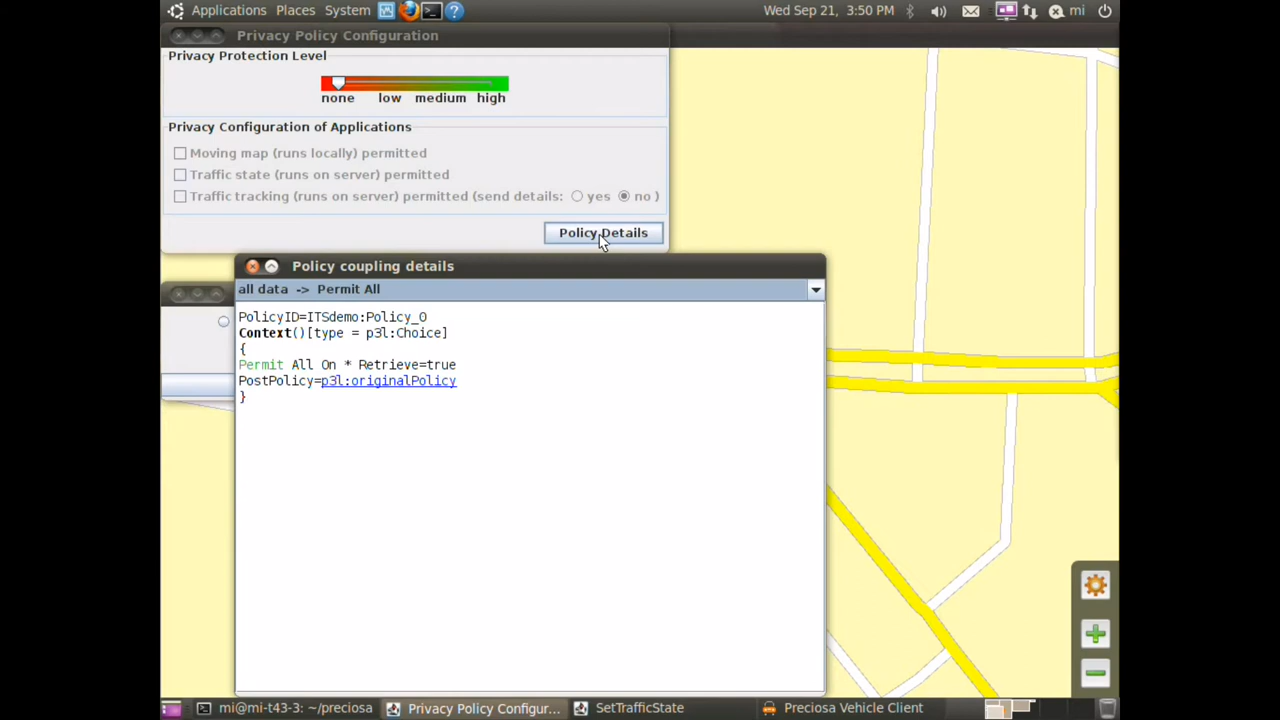 Applications Places System Wed Sep 21, 3:50 PM mi
Privacy Policy Configuration
Privacy Protection Level
none low medium high
Privacy Configuration of Applications
Moving map (runs locally) permitted
Traffic state (runs on server) permitted
Traffic tracking (runs on server) permitted (send details: yes no )
Policy Details
Policy coupling details
all data -> Permit All
PolicyID=ITSdemo:Policy_0
Context()[type = p3l:Choice]
{
Permit All On * Retrieve=true
PostPolicy=p3l:originalPolicy
}
mi@mi-t43-3: ~/preciosa Privacy Policy Configur... SetTrafficState Preciosa Vehicle Client